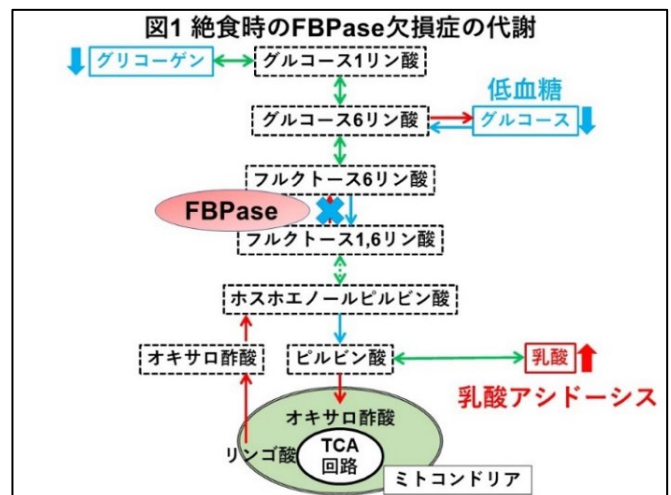 図1 絶食時のFBPase欠損症の代謝
グリコーゲン
グルコース1リン酸
低血糖
グルコース6リン酸
グルコース
フルクトース6リン酸
FBPase
フルクトース1,6リン酸
ホスホエノールピルビン酸
オキサロ酢酸
ピルビン酸
乳酸
乳酸アシドーシス
オキサロ酢酸
リンゴ酸
TCA
回路
ミトコンドリア